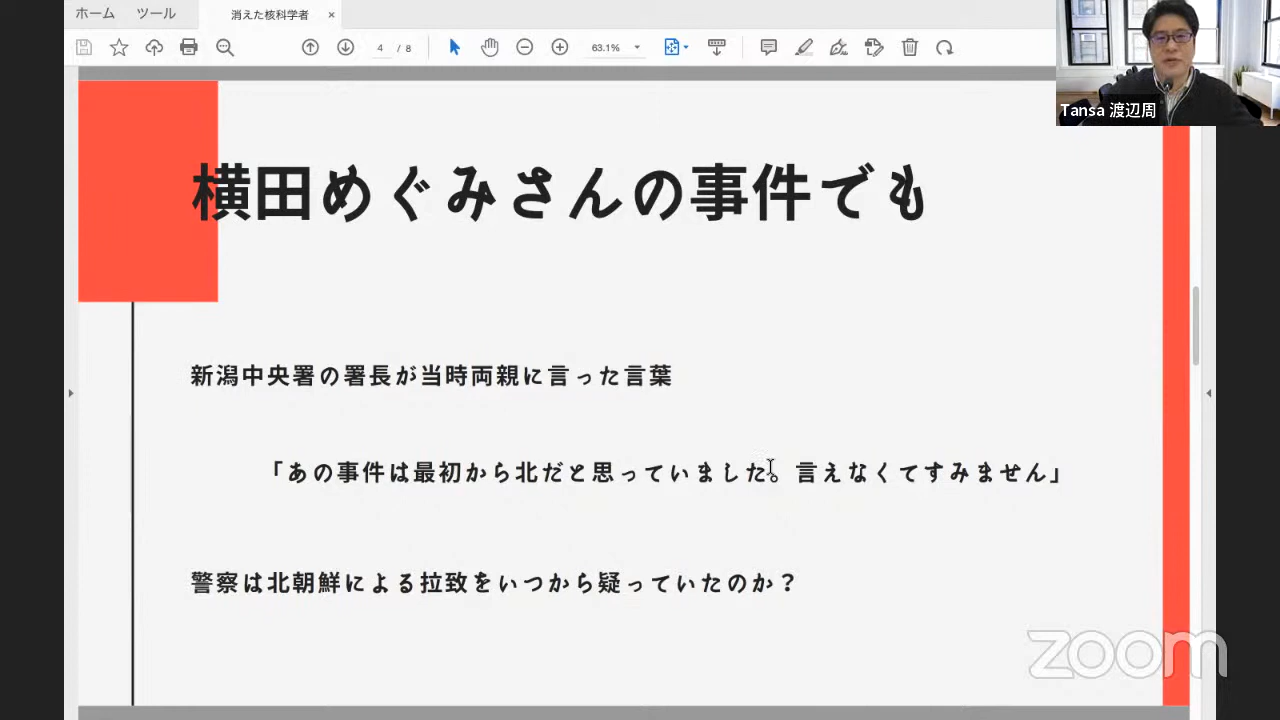 ホーム ツール 消えた核科学者 ×
4 / 8 63.1%
Tansa 渡辺周
横田めぐみさんの事件でも
新潟中央署の署長が当時両親に言った言葉
「あの事件は最初から北だと思っていました。言えなくてすみません」
警察は北朝鮮による拉致をいつから疑っていたのか？
zoom